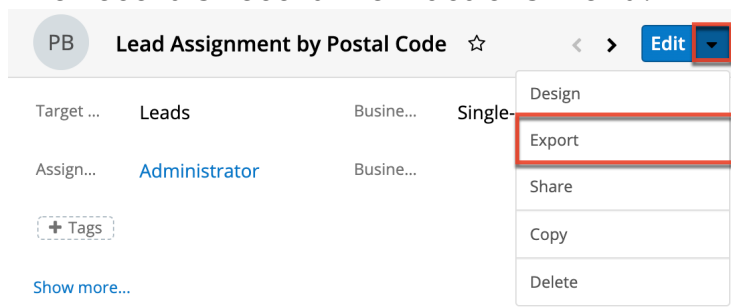 PB Lead Assignment by Postal Code Edit
Design
Target ... Leads Busine... Single-
Export
Assign... Administrator Busine...
Share
+ Tags
Copy
Delete
Show more...